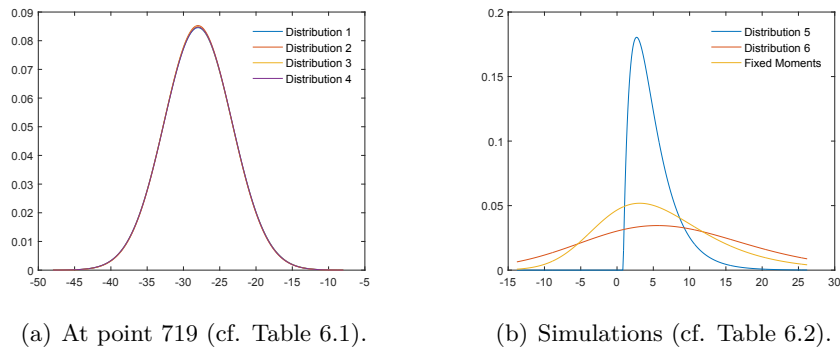 0.09
0.08
0.07
0.06
0.05
0.04
0.03
0.02
0.01
0
-50 -45 -40 -35 -30 -25 -20 -15 -10 -5
Distribution 1
Distribution 2
Distribution 3
Distribution 4
(a) At point 719 (cf. Table 6.1).
0.2
0.15
0.1
0.05
0
-15 -10 -5 0 5 10 15 20 25 30
Distribution 5
Distribution 6
Fixed Moments
(b) Simulations (cf. Table 6.2).